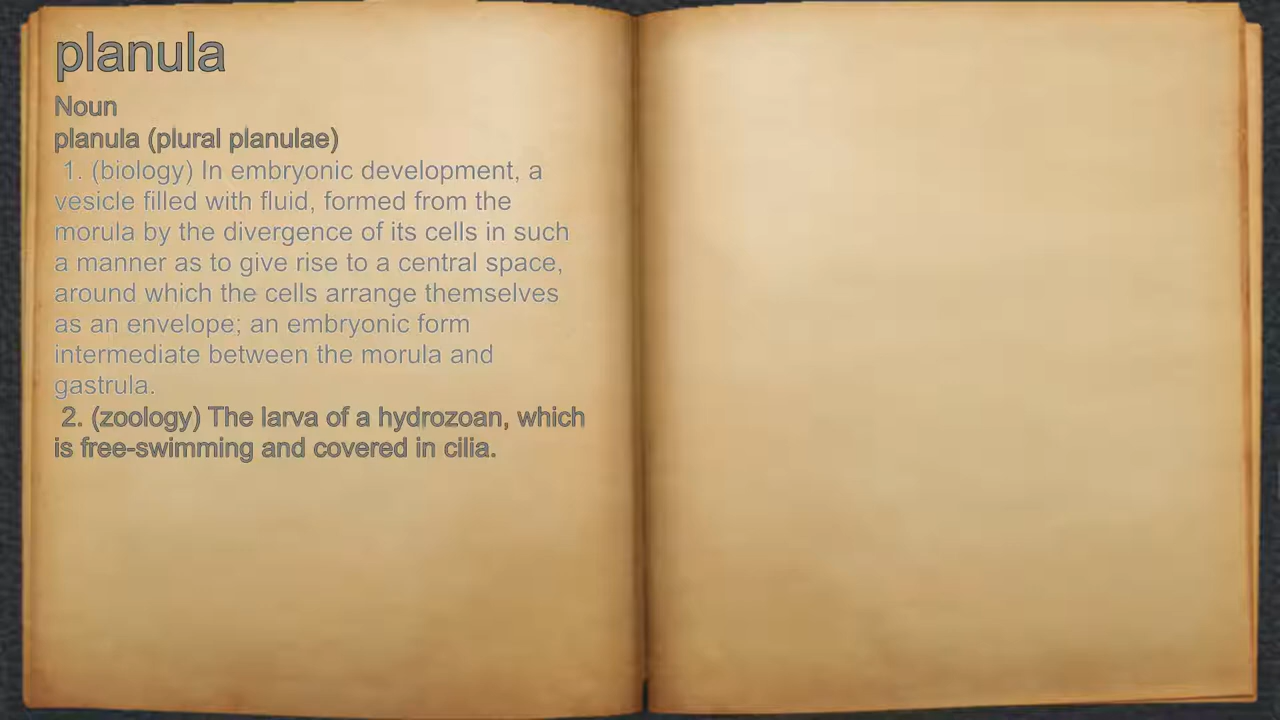 planula
Noun
planula (plural planulae)
1. (biology) In embryonic development, a
vesicle filled with fluid, formed from the
morula by the divergence of its cells in such
a manner as to give rise to a central space,
around which the cells arrange themselves
as an envelope; an embryonic form
intermediate between the morula and
gastrula.
2. (zoology) The larva of a hydrozoan, which
is free-swimming and covered in cilia.